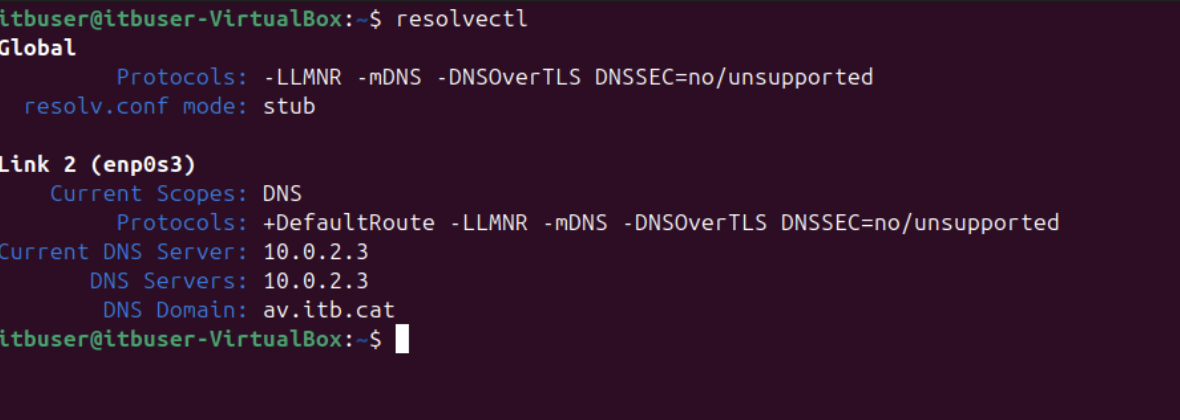 itbuser@itbuser-VirtualBox:~$ resolvectl
Global
Protocols: -LLMNR -mDNS -DNSOverTLS DNSSEC=no/unsupported
resolv.conf mode: stub
Link 2 (enp0s3)
Current Scopes: DNS
Protocols: +DefaultRoute -LLMNR -mDNS -DNSOverTLS DNSSEC=no/unsupported
Current DNS Server: 10.0.2.3
DNS Servers: 10.0.2.3
DNS Domain: av.itb.cat
itbuser@itbuser-VirtualBox:~$